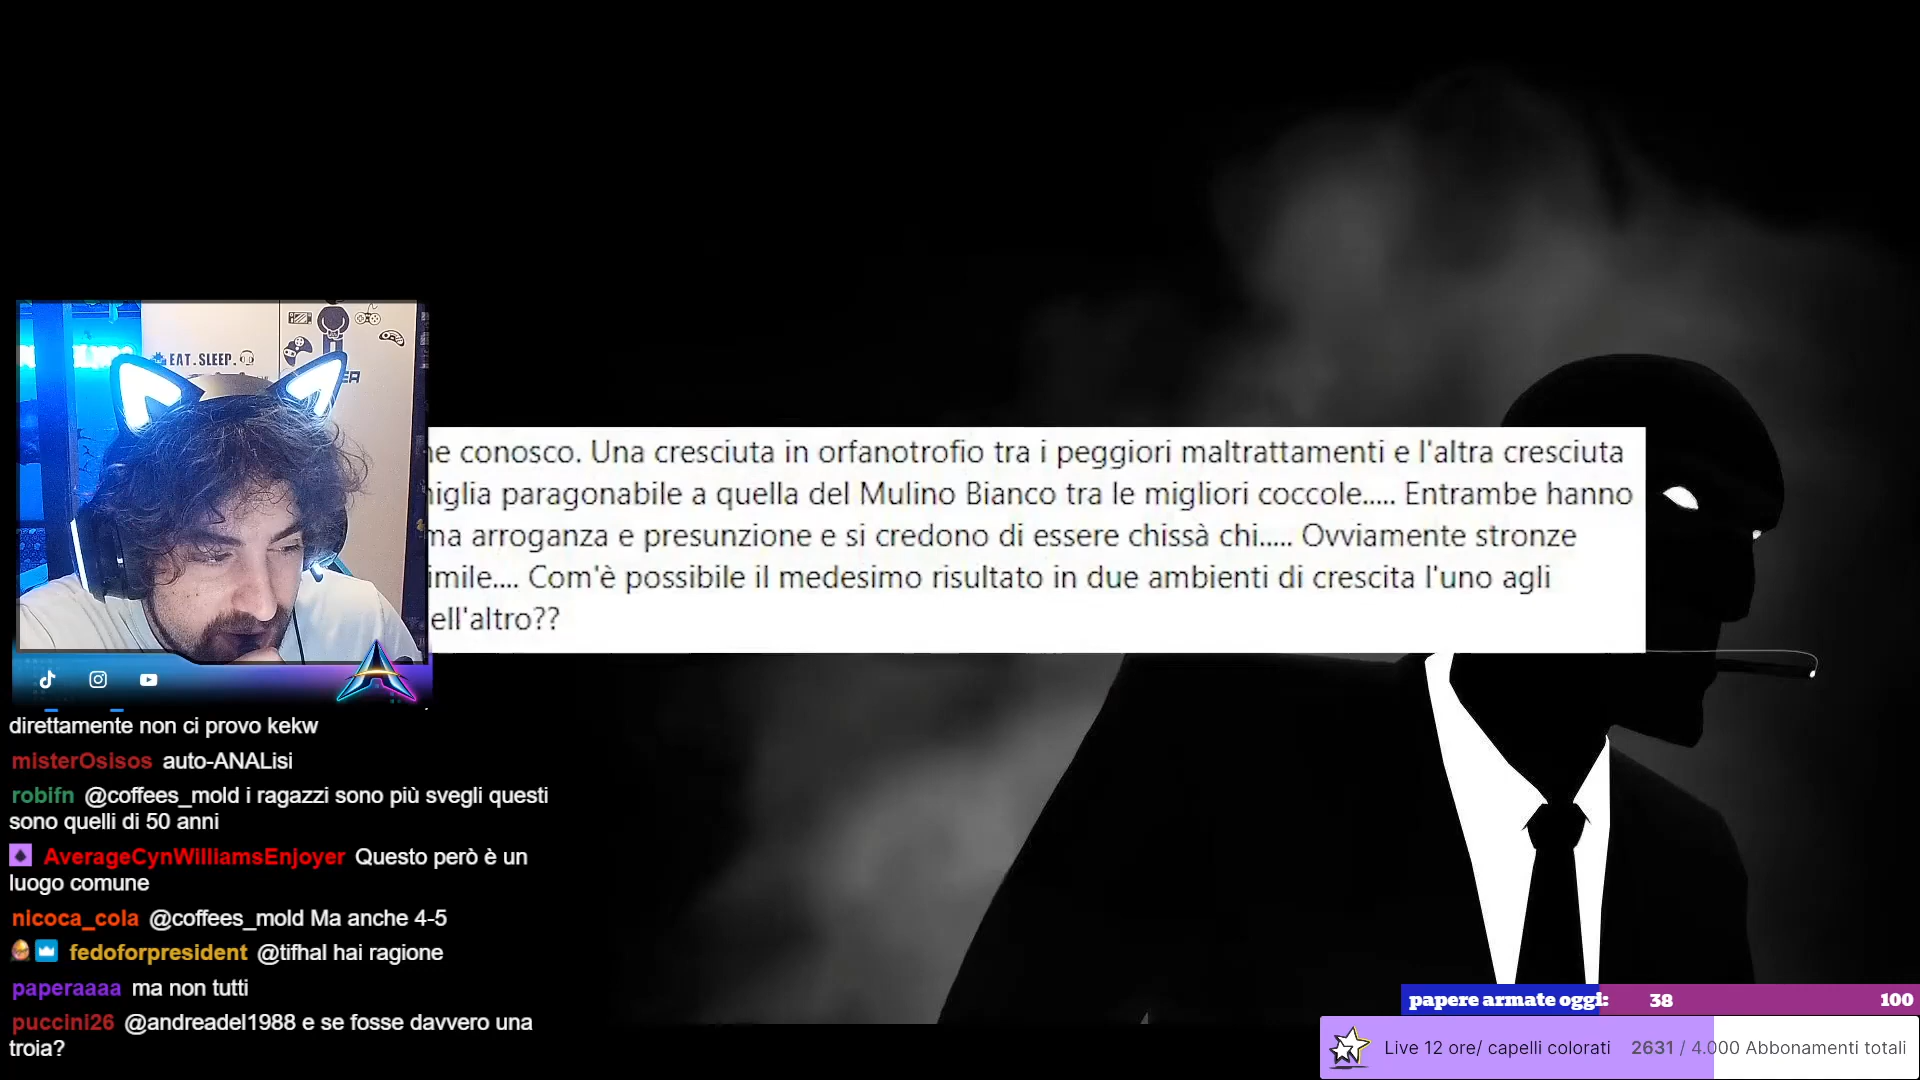 EAT.SLEEP.
conosco. Una cresciuta in orfanotrofio tra i peggiori maltrattamenti e l'altra cresciuta
paragonabile a quella del Mulino Bianco tra le migliori coccole..... Entrambe hanno
arroganza e presunzione e si credono di essere chissà chi..... Ovviamente stronze
Com'è possibile il medesimo risultato in due ambienti di crescita l'uno agli
ell'altro??
direttamente non ci provo kekw
misterOsisos auto-ANALisi
robifn @coffees_mold i ragazzi sono più svegli questi
sono quelli di 50 anni
AverageCynWilliamsEnjoyer Questo però è un
luogo comune
nicoca_cola @coffees_mold Ma anche 4-5
fedoforpresident @tifhal hai ragione
paperaaaa ma non tutti
puccini26 @andreadel1988 e se fosse davvero una
troia?
papere armate oggi: 38 100
Live 12 ore/ capelli colorati 2631 / 4.000 Abbonamenti totali